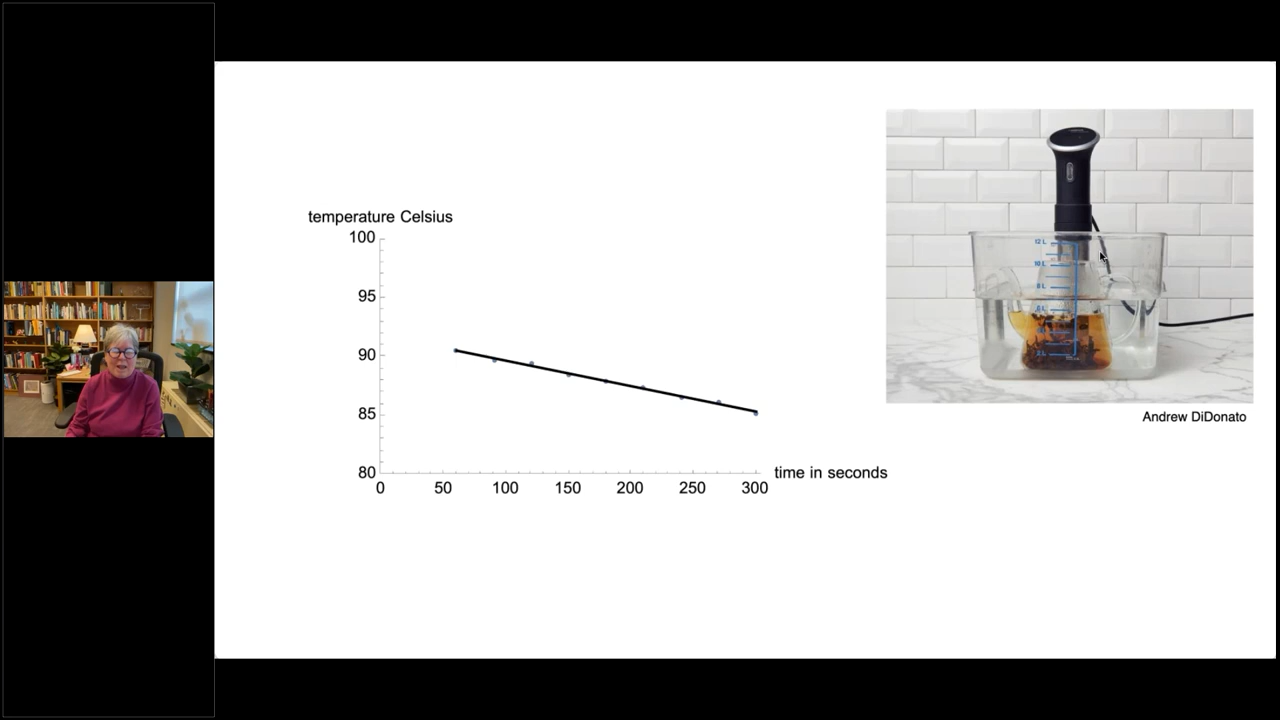 temperature Celsius
100
95
90
85
80
0 50 100 150 200 250 300
time in seconds
12 L
10 L
8 L
6 L
Andrew DiDonato